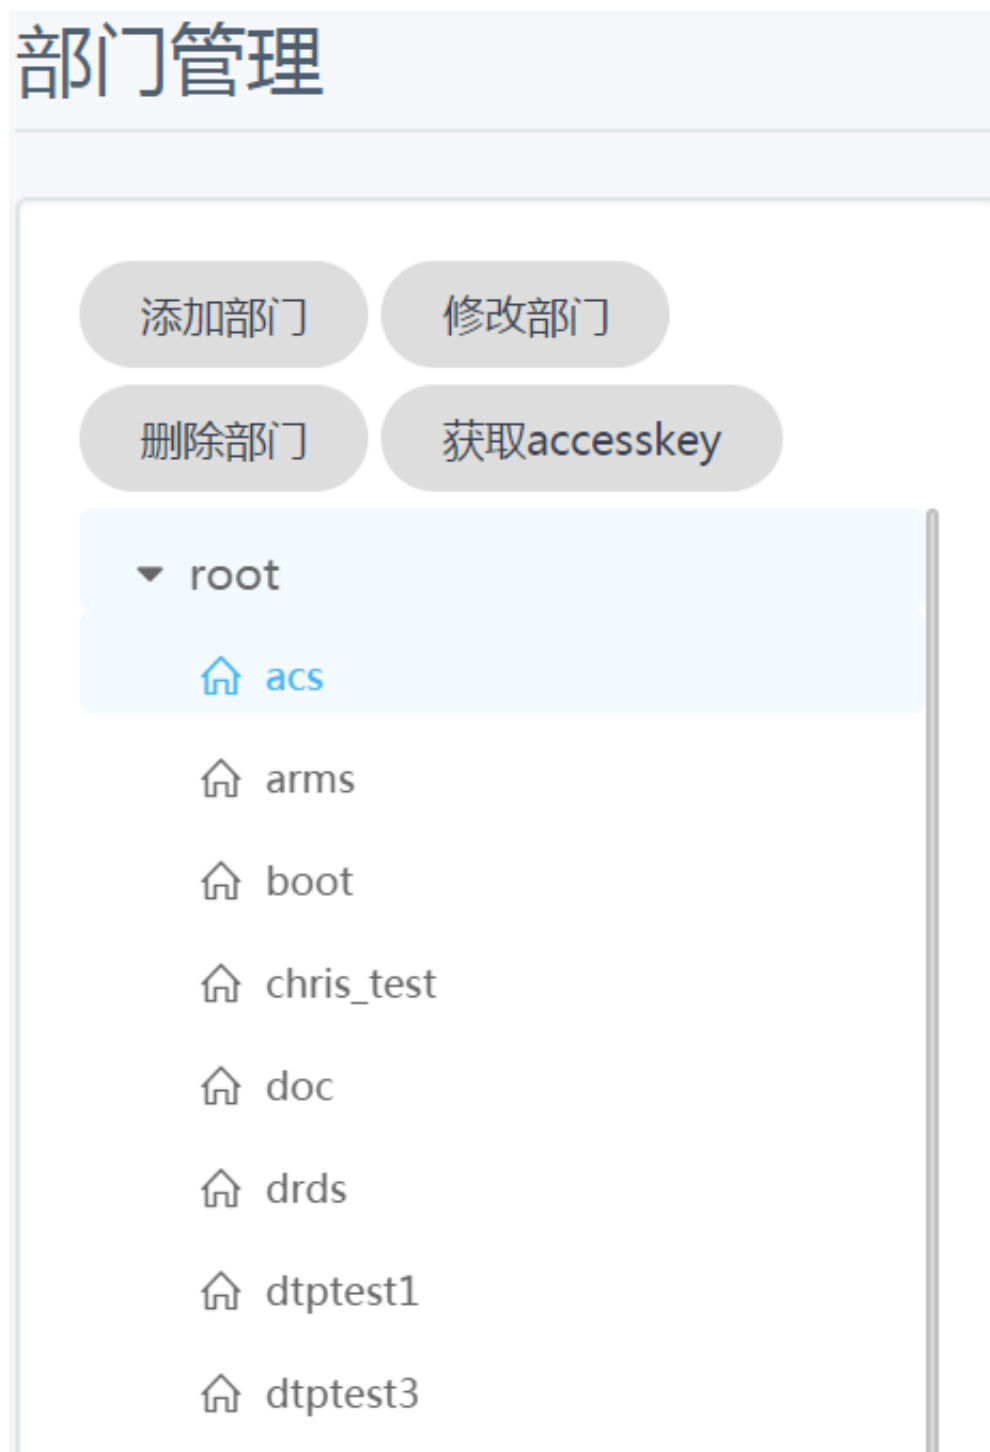 部门管理
添加部门 修改部门
删除部门 获取accesskey
root
acs
arms
boot
chris_test
doc
drds
dtptest1
dtptest3